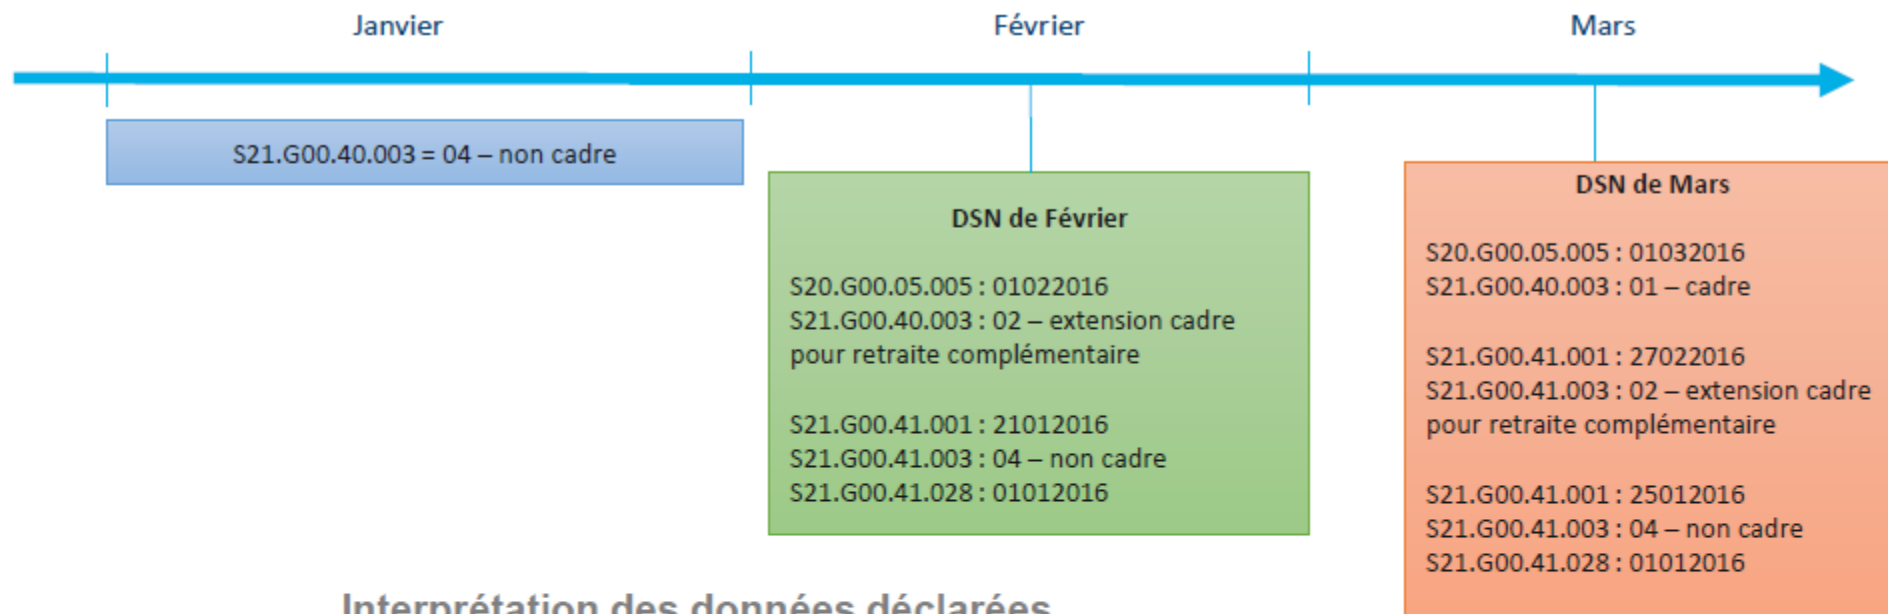 Janvier
Février
Mars
S21.G00.40.003 = 04 – non cadre
DSN de Février
S20.G00.05.005 : 01022016
S21.G00.40.003 : 02 – extension cadre
pour retraite complémentaire
S21.G00.41.001 : 21012016
S21.G00.41.003 : 04 – non cadre
S21.G00.41.028 : 01012016
DSN de Mars
S20.G00.05.005 : 01032016
S21.G00.40.003 : 01 – cadre
S21.G00.41.001 : 27022016
S21.G00.41.003 : 02 – extension cadre
pour retraite complémentaire
S21.G00.41.001 : 25012016
S21.G00.41.003 : 04 – non cadre
S21.G00.41.028 : 01012016
Interprétation des données déclarées